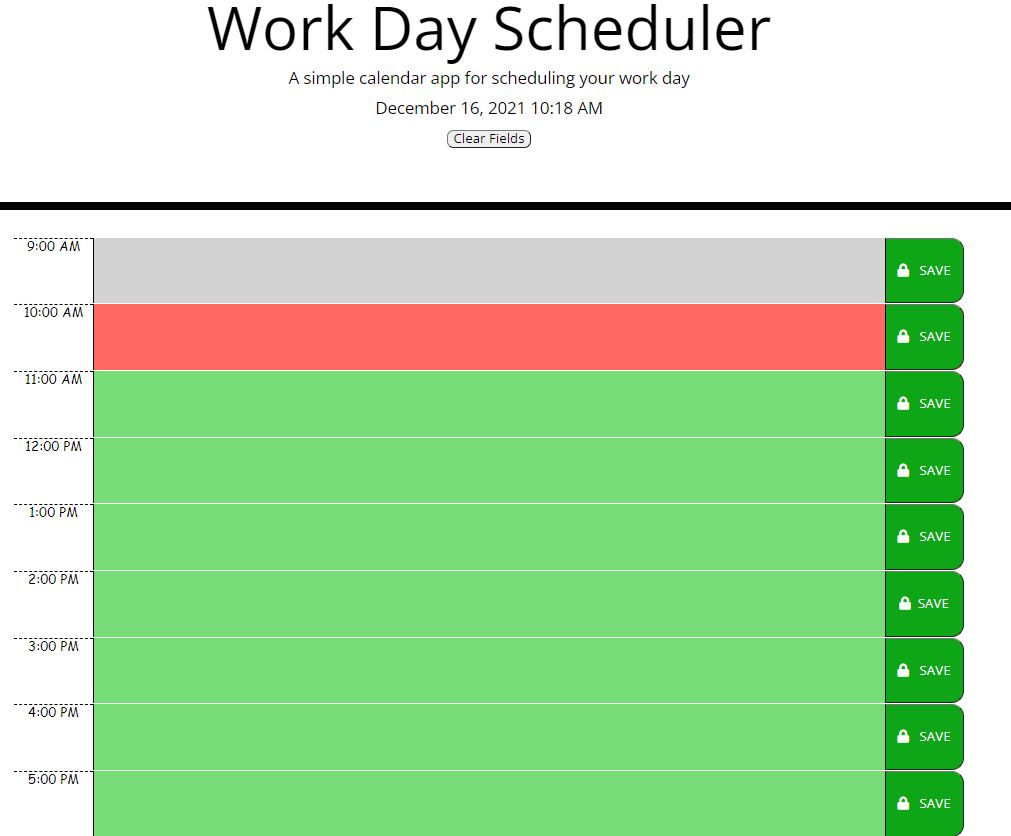 Work Day Scheduler
A simple calendar app for scheduling your work day
December 16, 2021 10:18 AM
Clear Fields
9:00 AM
SAVE
10:00 AM
SAVE
11:00 AM
SAVE
12:00 PM
SAVE
1:00 PM
SAVE
2:00 PM
SAVE
3:00 PM
SAVE
4:00 PM
SAVE
5:00 PM
SAVE